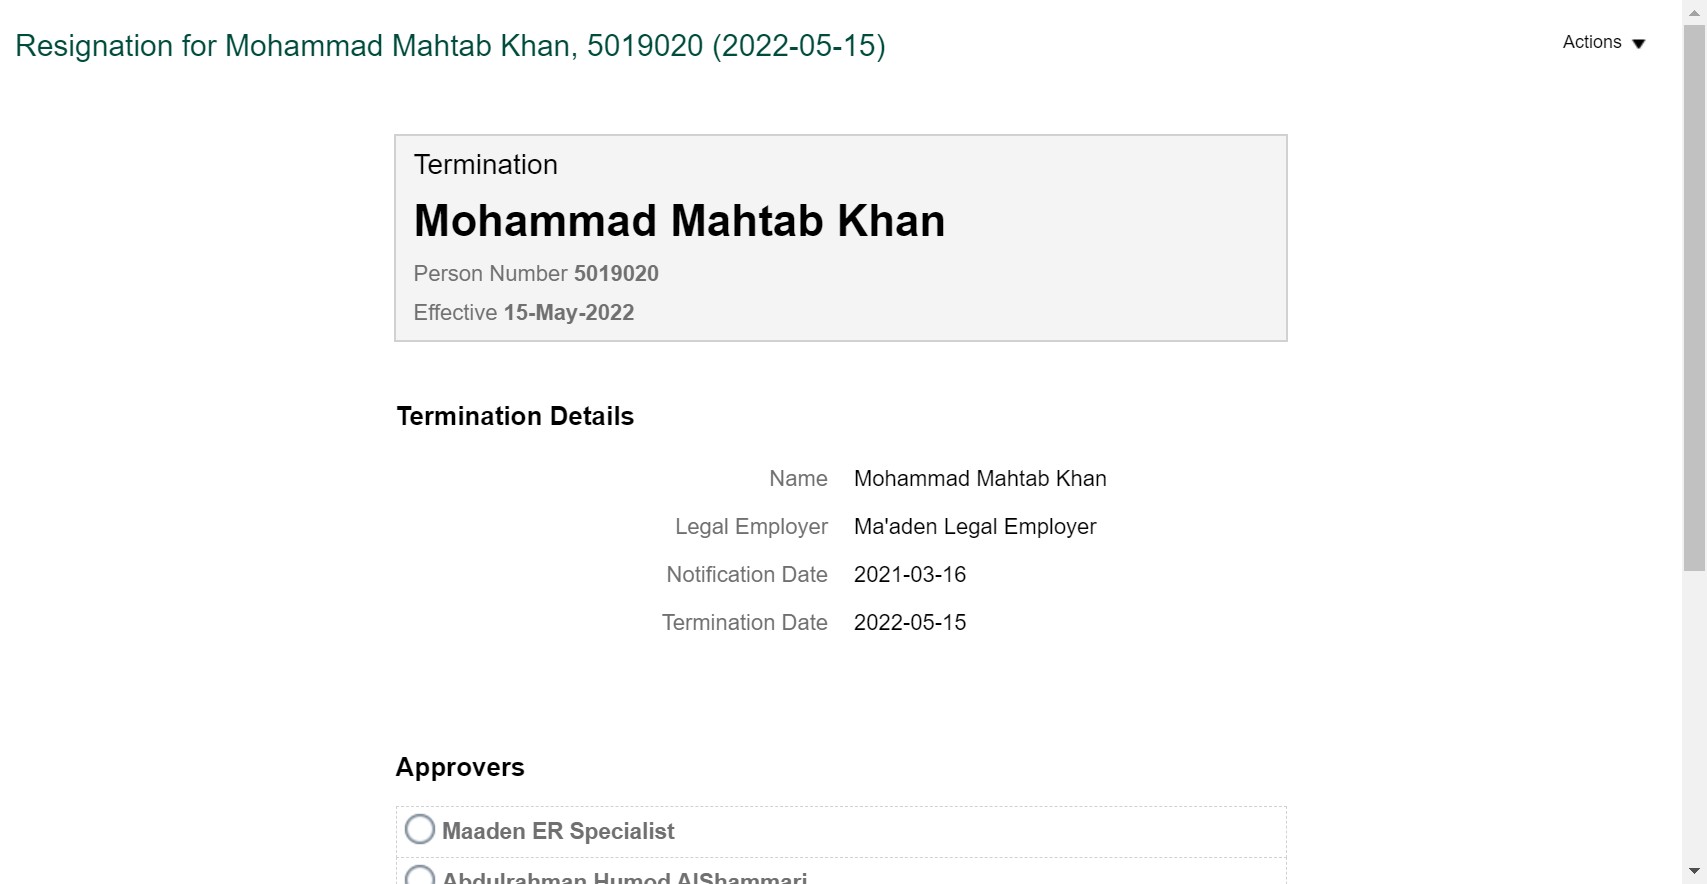 Resignation for Mohammad Mahtab Khan, 5019020 (2022-05-15)
Actions
Termination
Mohammad Mahtab Khan
Person Number 5019020
Effective 15-May-2022
Termination Details
Name Mohammad Mahtab Khan
Legal Employer Ma'aden Legal Employer
Notification Date 2021-03-16
Termination Date 2022-05-15
Approvers
Maaden ER Specialist
Abdulrahman Humod AlShammari